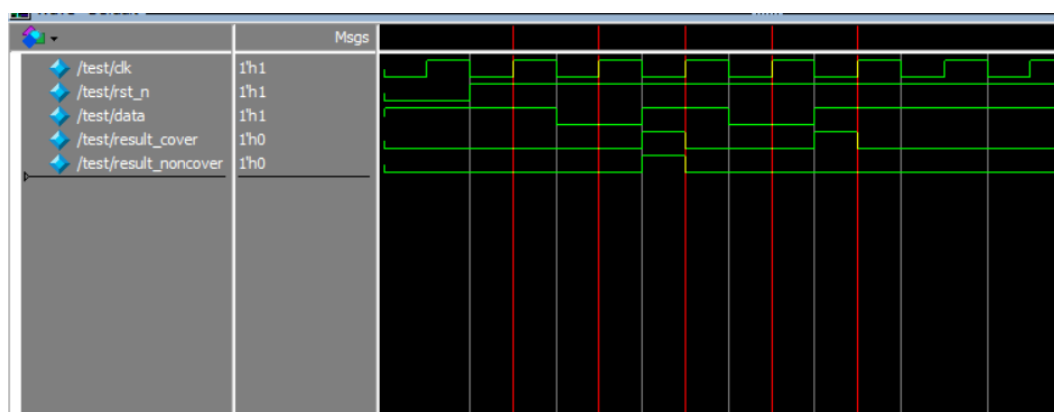 Msgs
/test/clk 1'h1
/test/rst_n 1'h1
/test/data 1'h1
/test/result_cover 1'h0
/test/result_noncover 1'h0